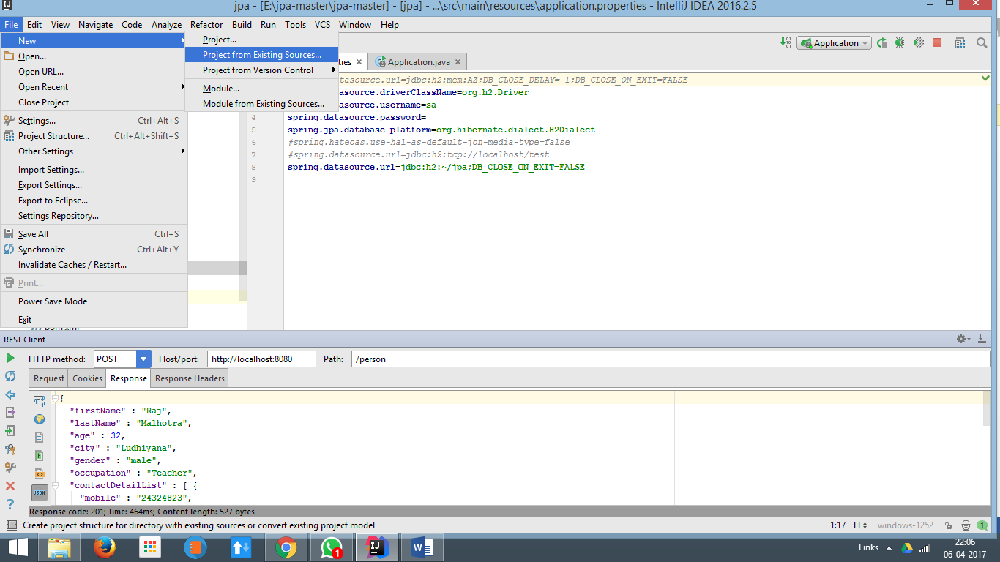 jpa - [E:\jpa-master\jpa-master] - [jpa] - ...\src\main\resources\application.properties - IntelliJ IDEA 2016.2.5
File Edit View Navigate Code Analyze Refactor Build Run Tools VCS Window Help
New
Open...
Open URL...
Open Recent
Close Project
Settings... Ctrl+Alt+S
Project Structure... Ctrl+Alt+Shift+S
Other Settings
Import Settings...
Export Settings...
Export to Eclipse...
Settings Repository...
Save All Ctrl+S
Synchronize Ctrl+Alt+Y
Invalidate Caches / Restart...
Print...
Power Save Mode
Exit
Project...
Project from Existing Sources...
Project from Version Control
Module...
Module from Existing Sources...
Application
ties Application.java
tasource.url=jdbc:h2:mem:AZ;DB_CLOSE_DELAY=-1;DB_CLOSE_ON_EXIT=FALSE
tasource.driverClassName=org.h2.Driver
tasource.username=sa
4 spring.datasource.password=
5 spring.jpa.database-platform=org.hibernate.dialect.H2Dialect
6 #spring.hateoas.use-hal-as-default-jon-media-type=false
7 #spring.datasource.url=jdbc:h2:tcp://localhost/test
8 spring.datasource.url=jdbc:h2:~/jpa;DB_CLOSE_ON_EXIT=FALSE
9
REST Client
HTTP method: POST Host/port: http://localhost:8080 Path: /person
Request Cookies Response Response Headers
{
"firstName" : "Raj",
"lastName" : "Malhotra",
"age" : 32,
"city" : "Ludhiyana",
"gender" : "male",
"occupation" : "Teacher",
"contactDetailList" : [ {
"mobile" : "24324823",
JSON
Response code: 201; Time: 464ms; Content length: 527 bytes
Create project structure for directory with existing sources or convert existing project model 1:17 LF÷ windows-1252 1
1
Links 22:06
06-04-2017